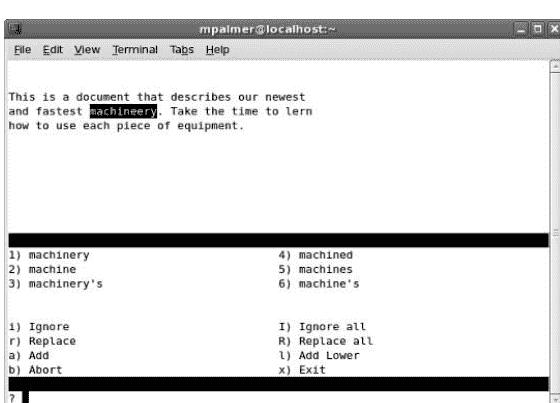 mpalmer@localhost:~
File Edit View Terminal Tabs Help
This is a document that describes our newest
and fastest machineery. Take the time to lern
how to use each piece of equipment.
1) machinery 4) machined
2) machine 5) machines
3) machinery's 6) machine's
i) Ignore I) Ignore all
r) Replace R) Replace all
a) Add l) Add Lower
b) Abort x) Exit
?